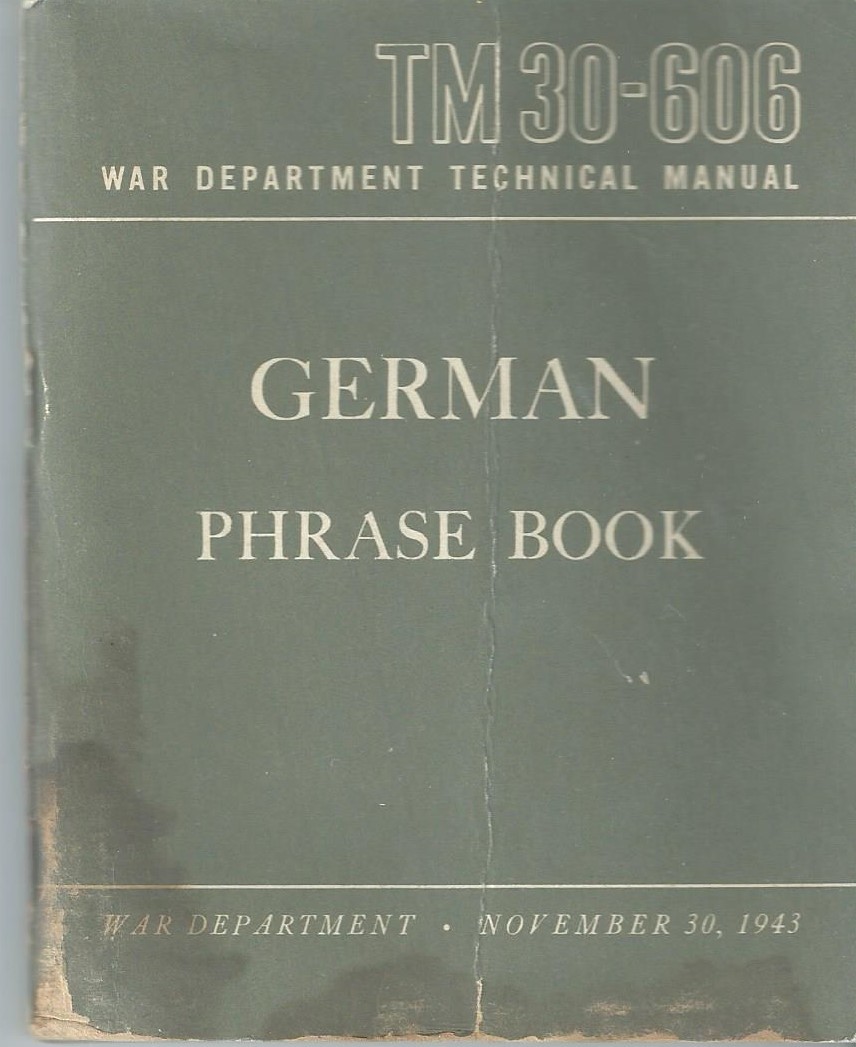 TM 30-606
WAR DEPARTMENT TECHNICAL MANUAL
GERMAN
PHRASE BOOK
WAR DEPARTMENT • NOVEMBER 30, 1943